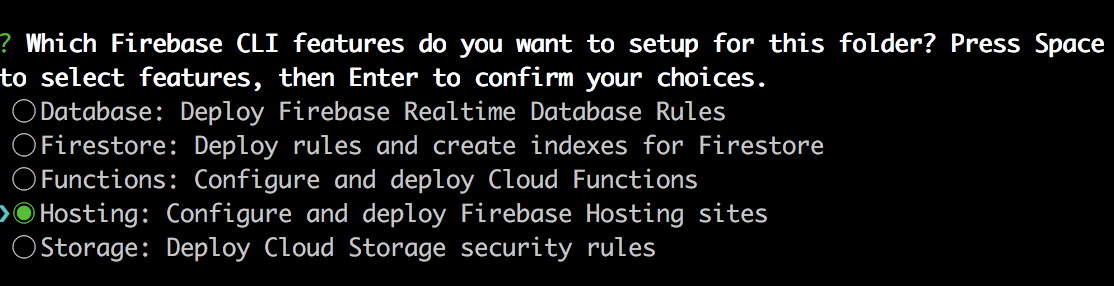 ? Which Firebase CLI features do you want to setup for this folder? Press Space
to select features, then Enter to confirm your choices.
◯Database: Deploy Firebase Realtime Database Rules
◯Firestore: Deploy rules and create indexes for Firestore
◯Functions: Configure and deploy Cloud Functions
❯◉Hosting: Configure and deploy Firebase Hosting sites
◯Storage: Deploy Cloud Storage security rules